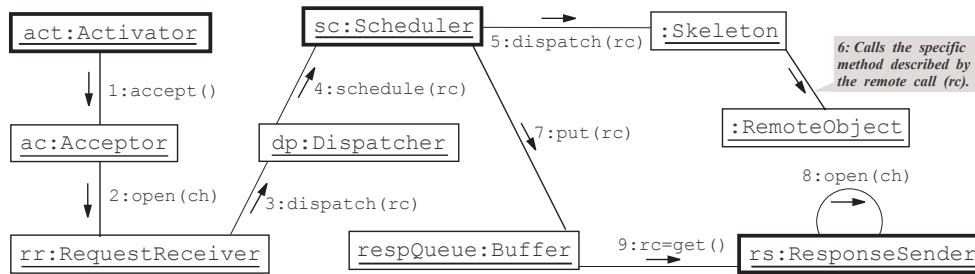 act:Activator
sc:Scheduler
:Skeleton
5:dispatch(rc)
6: Calls the specific
method described by
the remote call (rc).
1:accept()
4:schedule(rc)
:RemoteObject
ac:Acceptor
dp:Dispatcher
7:put(rc)
8:open(ch)
2:open(ch)
3:dispatch(rc)
rr:RequestReceiver
respQueue:Buffer
9:rc=get()
rs:ResponseSender